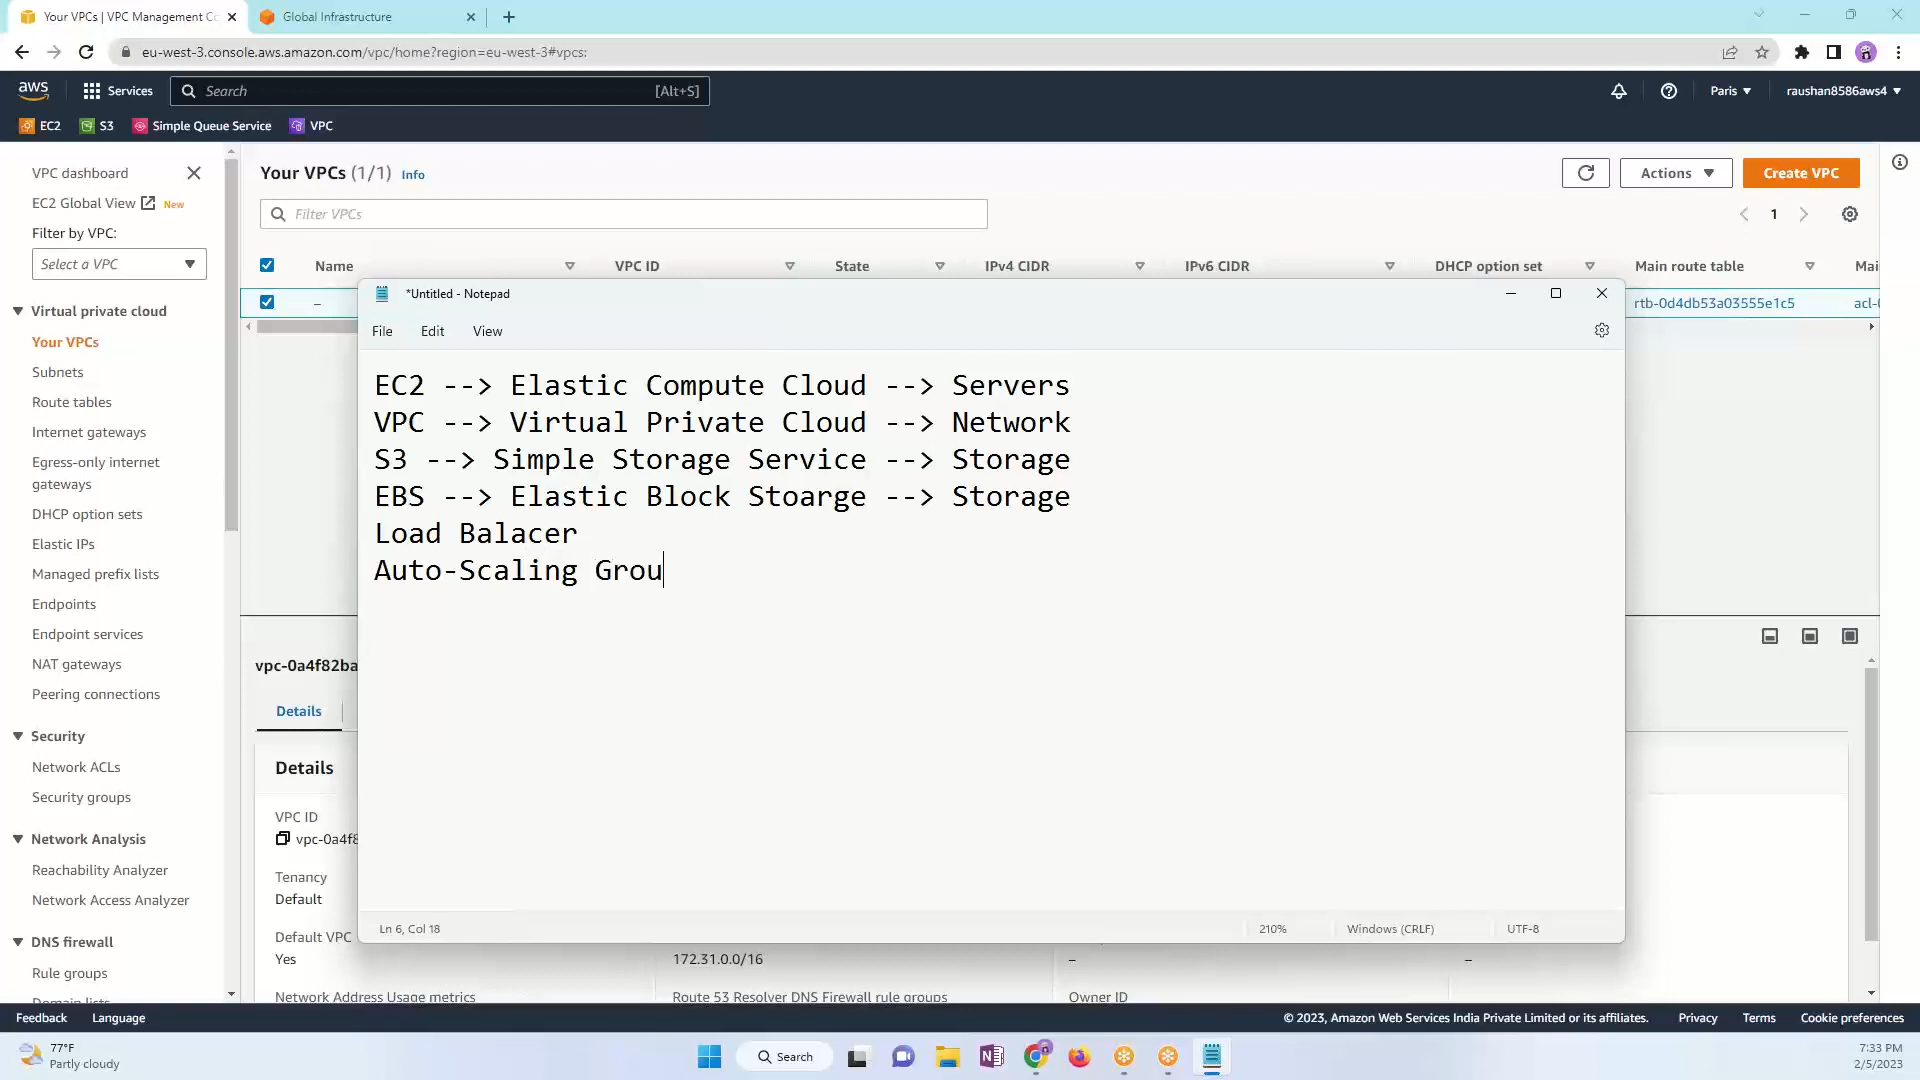 Your VPCs | VPC Management Co
Global Infrastructure
eu-west-3.console.aws.amazon.com/vpc/home?region=eu-west-3#vpcs:
aws
Services
Search
[Alt+S]
Paris
raushan8586aws4
EC2
S3
Simple Queue Service
VPC
VPC dashboard
EC2 Global View
New
Filter by VPC:
Select a VPC
Virtual private cloud
Your VPCs
Subnets
Route tables
Internet gateways
Egress-only internet
gateways
DHCP option sets
Elastic IPs
Managed prefix lists
Endpoints
Endpoint services
NAT gateways
Peering connections
Security
Network ACLs
Security groups
Network Analysis
Reachability Analyzer
Network Access Analyzer
DNS firewall
Rule groups
Domain lists
Your VPCs (1/1)
Info
Actions
Create VPC
Filter VPCs
1
Name
VPC ID
State
IPv4 CIDR
IPv6 CIDR
DHCP option set
Main route table
Mai
–
rtb-0d4db53a03555e1c5
acl-
*Untitled - Notepad
File
Edit
View
EC2 --> Elastic Compute Cloud --> Servers
VPC --> Virtual Private Cloud --> Network
S3 --> Simple Storage Service --> Storage
EBS --> Elastic Block Stoarge --> Storage
Load Balacer
Auto-Scaling Grou
Ln 6, Col 18
210%
Windows (CRLF)
UTF-8
vpc-0a4f82ba
Details
Details
VPC ID
vpc-0a4f8
Tenancy
Default
Default VPC
Yes
172.31.0.0/16
–
–
Network Address Usage metrics
Route 53 Resolver DNS Firewall rule groups
Owner ID
Feedback
Language
© 2023, Amazon Web Services India Private Limited or its affiliates.
Privacy
Terms
Cookie preferences
77°F
Partly cloudy
Search
7:33 PM
2/5/2023